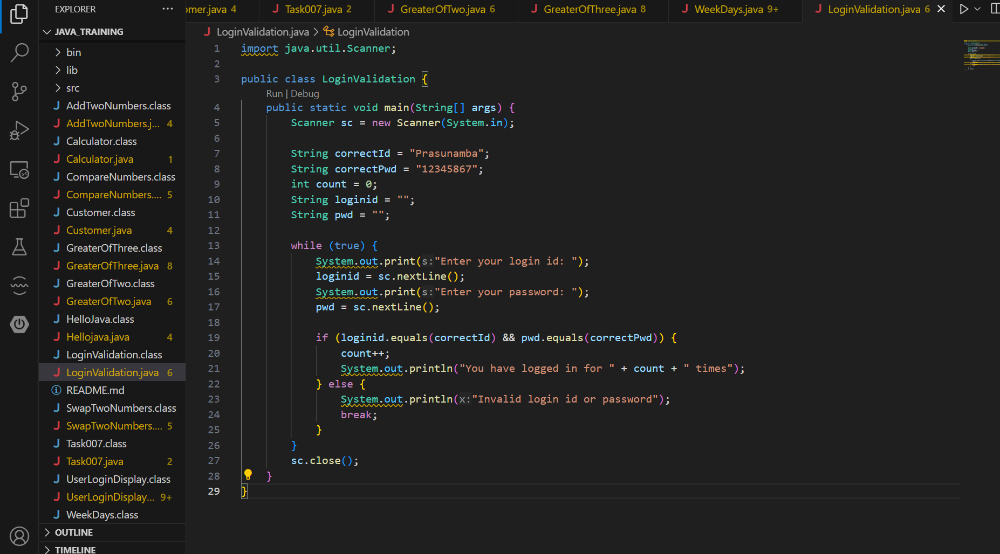 EXPLORER ...
JAVA_TRAINING
bin
lib
src
AddTwoNumbers.class
AddTwoNumbers.j... 4
Calculator.class
Calculator.java 1
CompareNumbers.class
CompareNumbers.... 5
Customer.class
Customer.java 4
GreaterOfThree.class
GreaterOfThree.java 8
GreaterOfTwo.class
GreaterOfTwo.java 6
HelloJava.class
Hellojava.java 4
LoginValidation.class
LoginValidation.java 6
README.md
SwapTwoNumbers.class
SwapTwoNumbers.... 5
Task007.class
Task007.java 2
UserLoginDisplay.class
UserLoginDisplay... 9+
WeekDays.class
OUTLINE
TIMELINE
omer.java 4 Task007.java 2 GreaterOfTwo.java 6 GreaterOfThree.java 8 WeekDays.java 9+ LoginValidation.java 6
LoginValidation.java > LoginValidation
1 import java.util.Scanner;
2
3 public class LoginValidation {
Run | Debug
4 public static void main(String[] args) {
5 Scanner sc = new Scanner(System.in);
6
7 String correctId = "Prasunamba";
8 String correctPwd = "12345867";
9 int count = 0;
10 String loginid = "";
11 String pwd = "";
12
13 while (true) {
14 System.out.print(s:"Enter your login id: ");
15 loginid = sc.nextLine();
16 System.out.print(s:"Enter your password: ");
17 pwd = sc.nextLine();
18
19 if (loginid.equals(correctId) && pwd.equals(correctPwd)) {
20 count++;
21 System.out.println("You have logged in for " + count + " times");
22 } else {
23 System.out.println(x:"Invalid login id or password");
24 break;
25 }
26 }
27 sc.close();
28 }
29 }